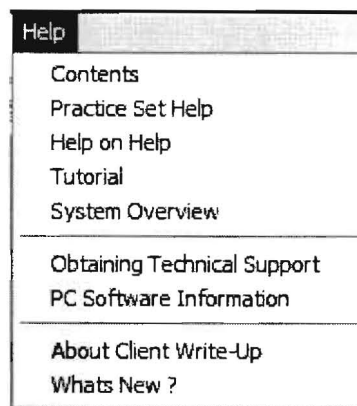 Help
Contents
Practice Set Help
Help on Help
Tutorial
System Overview
Obtaining Technical Support
PC Software Information
About Client Write-Up
Whats New ?